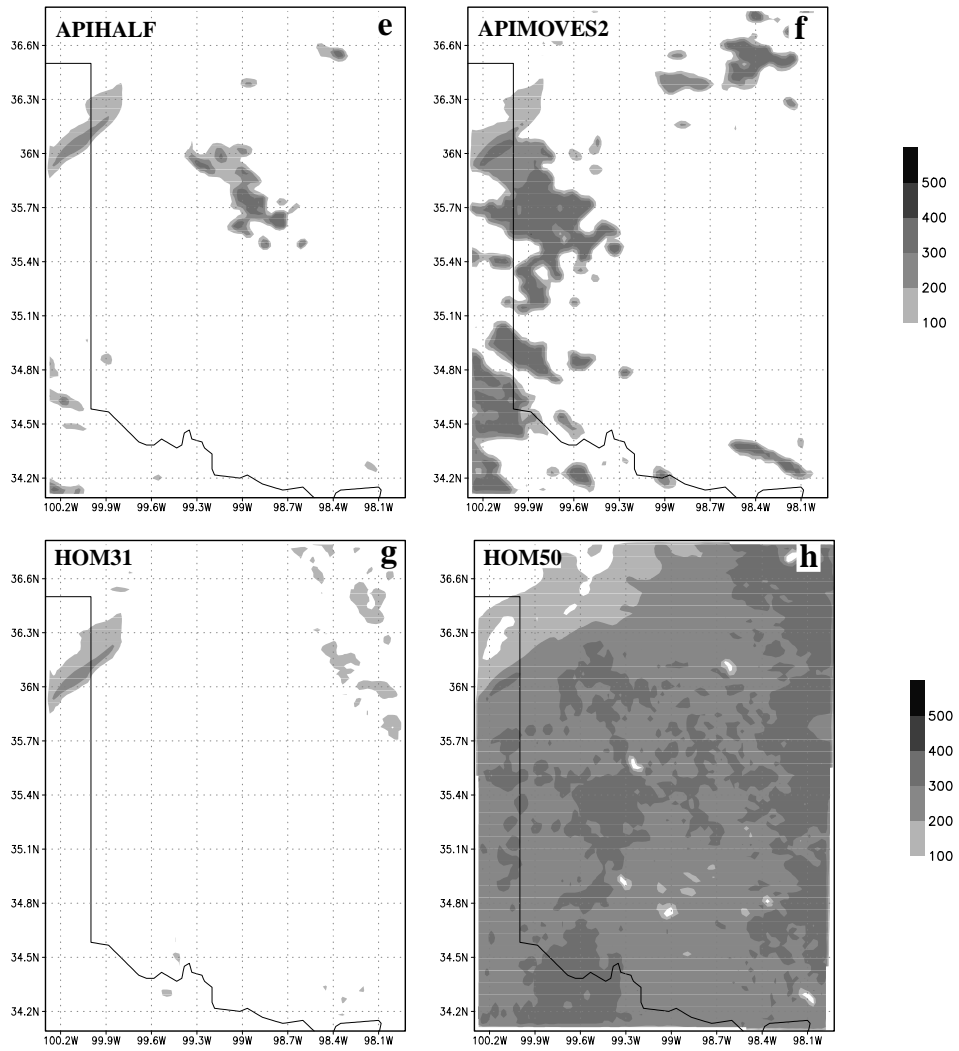 APIHALF e
36.6N
36.3N
36N
35.7N
35.4N
35.1N
34.8N
34.5N
34.2N
100.2W 99.9W 99.6W 99.3W 99W 98.7W 98.4W 98.1W
APIMOVES2 f
36.6N
36.3N
36N
35.7N
35.4N
35.1N
34.8N
34.5N
34.2N
100.2W 99.9W 99.6W 99.3W 99W 98.7W 98.4W 98.1W
500
400
300
200
100
HOM31 g
36.6N
36.3N
36N
35.7N
35.4N
35.1N
34.8N
34.5N
34.2N
100.2W 99.9W 99.6W 99.3W 99W 98.7W 98.4W 98.1W
HOM50 h
36.6N
36.3N
36N
35.7N
35.4N
35.1N
34.8N
34.5N
34.2N
100.2W 99.9W 99.6W 99.3W 99W 98.7W 98.4W 98.1W
500
400
300
200
100